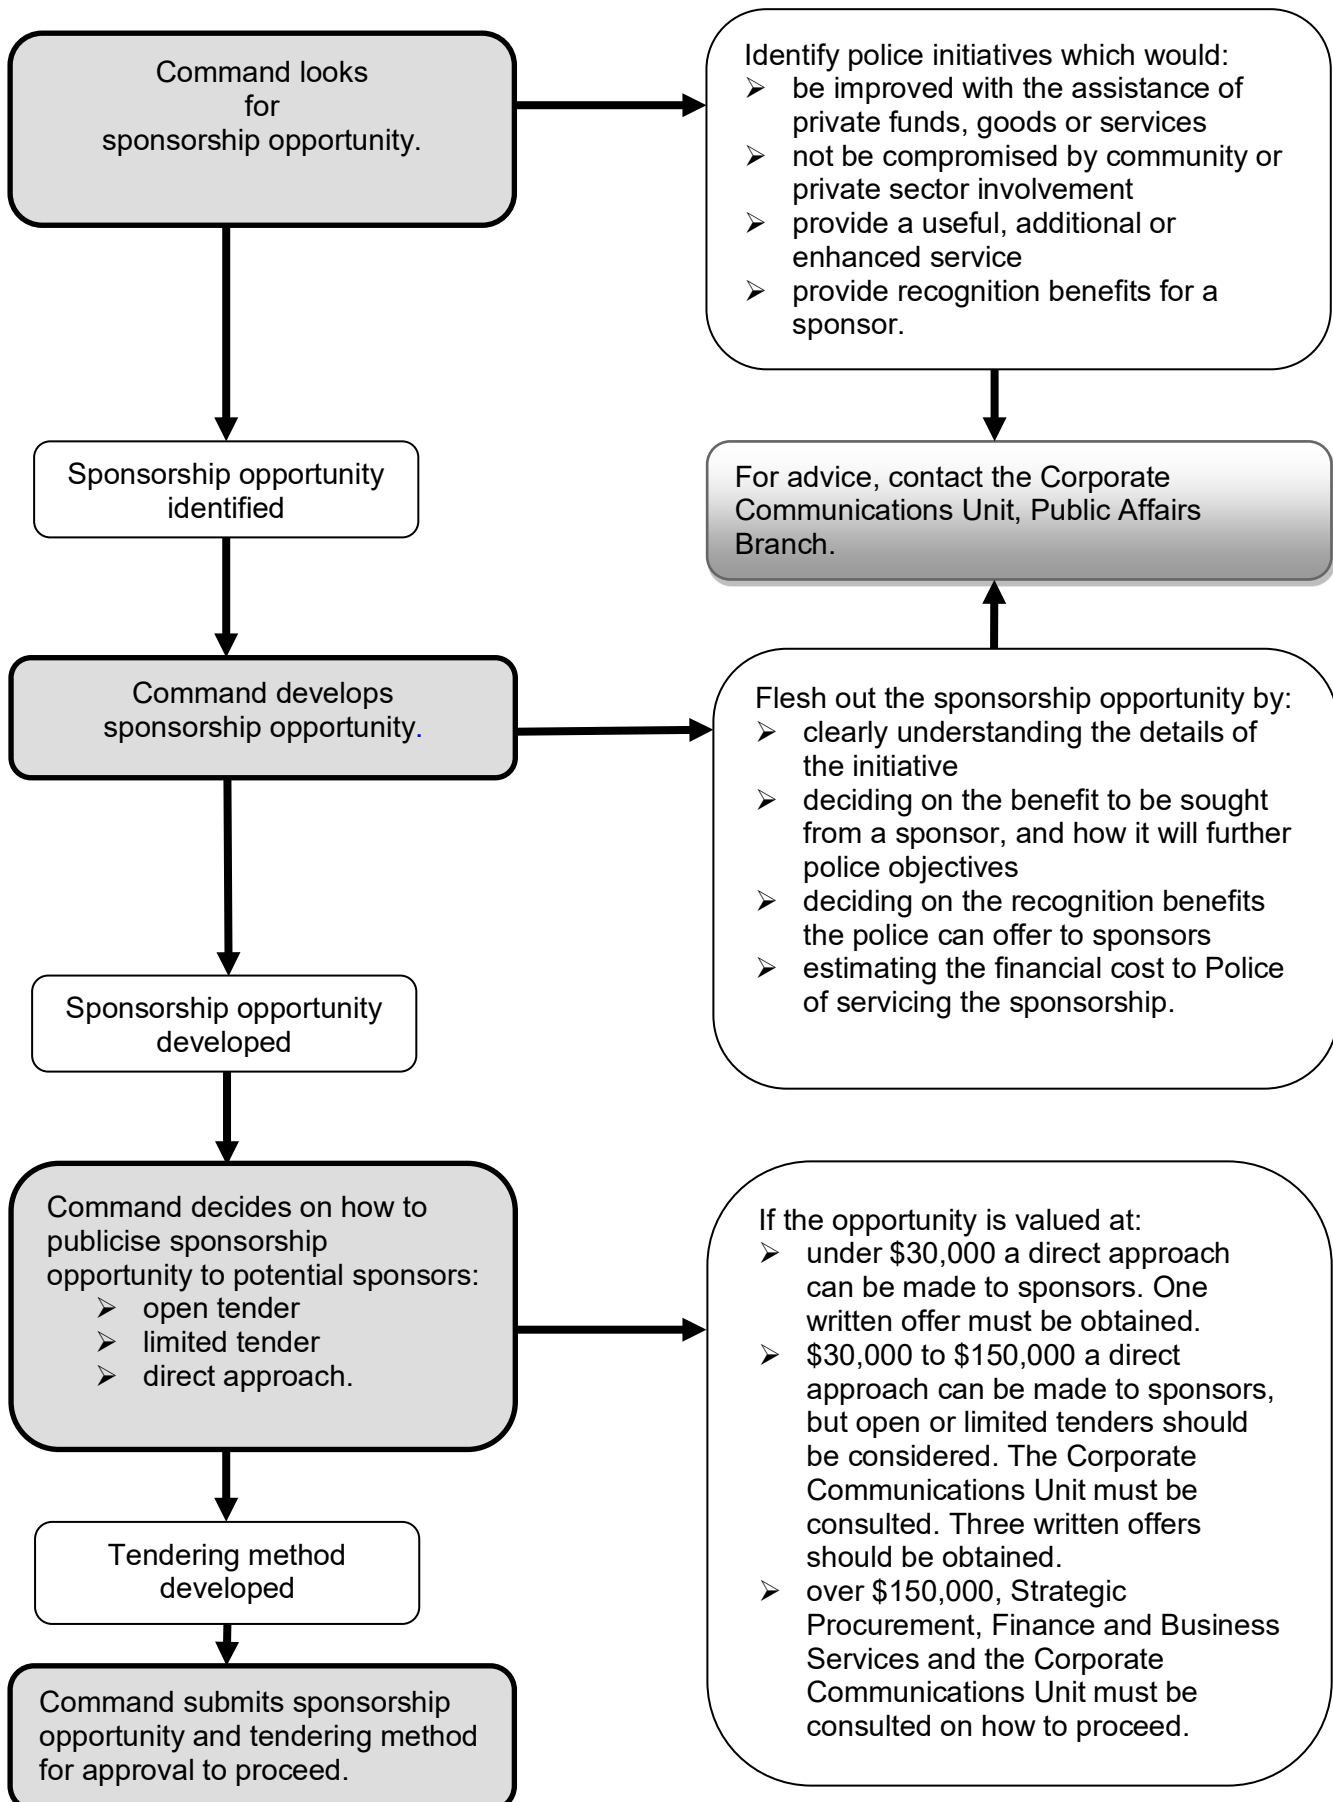 Command looks
for
sponsorship opportunity.
Identify police initiatives which would:
➢ be improved with the assistance of
private funds, goods or services
➢ not be compromised by community or
private sector involvement
➢ provide a useful, additional or
enhanced service
➢ provide recognition benefits for a
sponsor.
Sponsorship opportunity
identified
For advice, contact the Corporate
Communications Unit, Public Affairs
Branch.
Command develops
sponsorship opportunity.
Flesh out the sponsorship opportunity by:
➢ clearly understanding the details of
the initiative
➢ deciding on the benefit to be sought
from a sponsor, and how it will further
police objectives
➢ deciding on the recognition benefits
the police can offer to sponsors
➢ estimating the financial cost to Police
of servicing the sponsorship.
Sponsorship opportunity
developed
Command decides on how to
publicise sponsorship
opportunity to potential sponsors:
➢ open tender
➢ limited tender
➢ direct approach.
If the opportunity is valued at:
➢ under $30,000 a direct approach
can be made to sponsors. One
written offer must be obtained.
➢ $30,000 to $150,000 a direct
approach can be made to sponsors,
but open or limited tenders should
be considered. The Corporate
Communications Unit must be
consulted. Three written offers
should be obtained.
➢ over $150,000, Strategic
Procurement, Finance and Business
Services and the Corporate
Communications Unit must be
consulted on how to proceed.
Tendering method
developed
Command submits sponsorship
opportunity and tendering method
for approval to proceed.